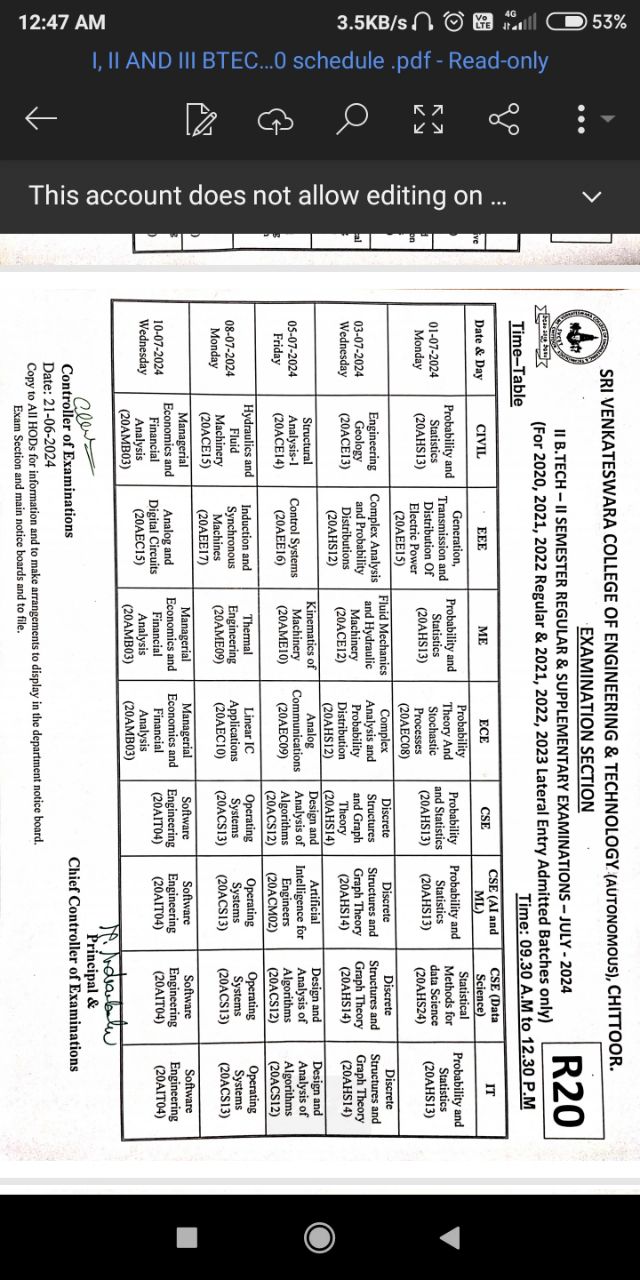 12:47 AM
3.5KB/s
Vo LTE
4G
53%
I, II AND III BTEC...0 schedule .pdf - Read-only
This account does not allow editing on ...
SRI VENKATESWARA COLLEGE OF ENGINEERING & TECHNOLOGY (AUTONOMOUS), CHITTOOR.
EXAMINATION SECTION
II B.TECH – II SEMESTER REGULAR & SUPPLEMENTARY EXAMINATIONS – JULY - 2024
(For 2020, 2021, 2022 Regular & 2021, 2022, 2023 Lateral Entry Admitted Batches only)
R20
Time–Table
Time: 09.30 A.M to 12.30 P.M
Date & Day
CIVIL
EEE
ME
ECE
CSE
CSE (AI and
ML)
CSE (Data
Science)
IT
01-07-2024
Monday
Probability and
Statistics
(20AHS13)
Generation,
Transmission and
Distribution Of
Electric Power
(20AEE15)
Probability and
Statistics
(20AHS13)
Probability
Theory And
Stochastic
Processes
(20AEC08)
Probability
and Statistics
(20AHS13)
Probability and
Statistics
(20AHS13)
Statistical
Methods for
data Science
(20AHS24)
Probability and
Statistics
(20AHS13)
03-07-2024
Wednesday
Engineering
Geology
(20ACE13)
Complex Analysis
and Probability
Distributions
(20AHS12)
Fluid Mechanics
and Hydraulic
Machinery
(20ACE12)
Complex
Analysis and
Probability
Distribution
(20AHS12)
Discrete
Structures
and Graph
Theory
(20AHS14)
Discrete
Structures and
Graph Theory
(20AHS14)
Discrete
Structures and
Graph Theory
(20AHS14)
Discrete
Structures and
Graph Theory
(20AHS14)
05-07-2024
Friday
Structural
Analysis-I
(20ACE14)
Control Systems
(20AEE16)
Kinematics of
Machinery
(20AME10)
Analog
Communications
(20AEC09)
Design and
Analysis of
Algorithms
(20ACS12)
Artificial
Intelligence for
Engineers
(20ACM02)
Design and
Analysis of
Algorithms
(20ACS12)
Design and
Analysis of
Algorithms
(20ACS12)
08-07-2024
Monday
Hydraulics and
Fluid
Machinery
(20ACE15)
Induction and
Synchronous
Machines
(20AEE17)
Thermal
Engineering
(20AME09)
Linear IC
Applications
(20AEC10)
Operating
Systems
(20ACS13)
Operating
Systems
(20ACS13)
Operating
Systems
(20ACS13)
Operating
Systems
(20ACS13)
10-07-2024
Wednesday
Managerial
Economics and
Financial
Analysis
(20AMB03)
Analog and
Digital Circuits
(20AEC15)
Managerial
Economics and
Financial
Analysis
(20AMB03)
Managerial
Economics and
Financial
Analysis
(20AMB03)
Software
Engineering
(20AIT04)
Software
Engineering
(20AIT04)
Software
Engineering
(20AIT04)
Software
Engineering
(20AIT04)
Controller of Examinations
Principal &
Chief Controller of Examinations
Date: 21-06-2024
Copy to All HODs for information and to make arrangements to display in the department notice board.
Exam Section and main notice boards and to file.